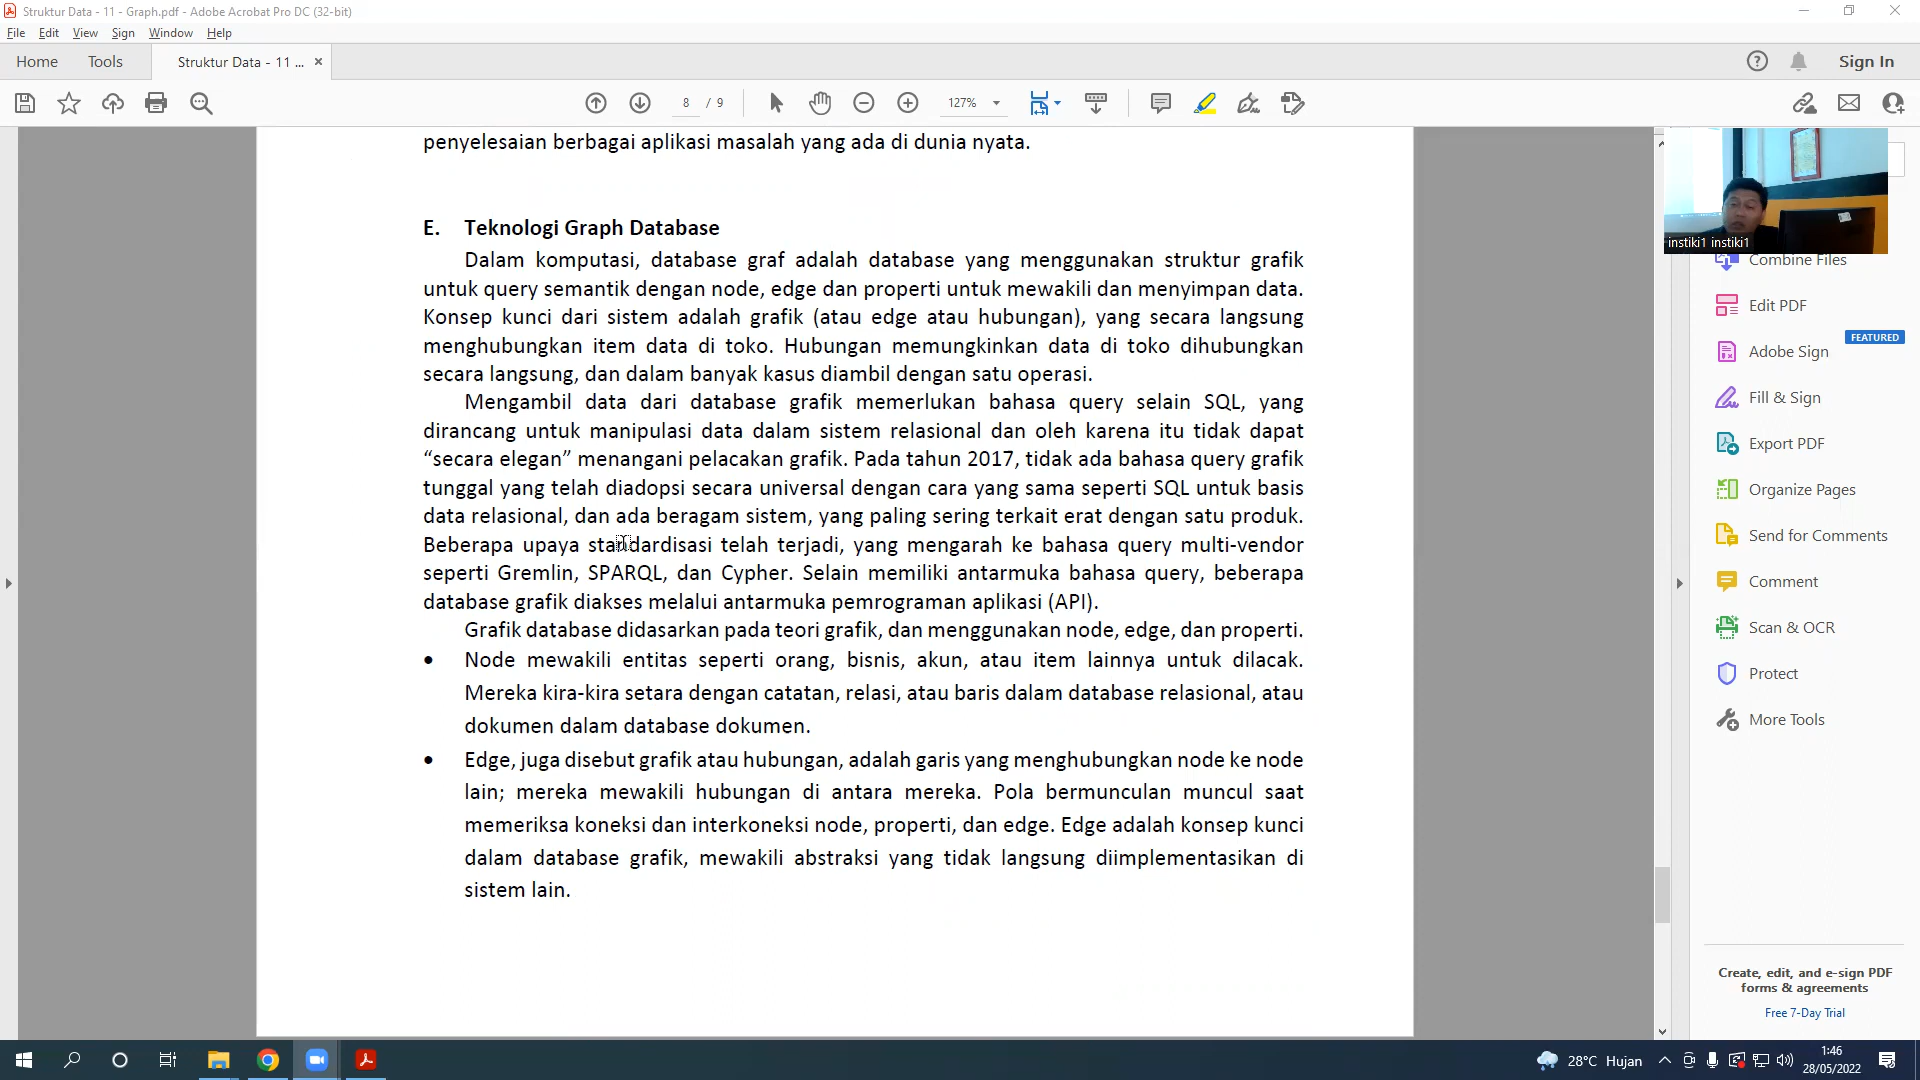 Struktur Data - 11 - Graph.pdf - Adobe Acrobat Pro DC (32-bit)
File Edit View Sign Window Help
Home Tools Struktur Data - 11 ... × Sign In
8 / 9 127%
penyelesaian berbagai aplikasi masalah yang ada di dunia nyata.
E. Teknologi Graph Database
Dalam komputasi, database graf adalah database yang menggunakan struktur grafik
untuk query semantik dengan node, edge dan properti untuk mewakili dan menyimpan data.
Konsep kunci dari sistem adalah grafik (atau edge atau hubungan), yang secara langsung
menghubungkan item data di toko. Hubungan memungkinkan data di toko dihubungkan
secara langsung, dan dalam banyak kasus diambil dengan satu operasi.
Mengambil data dari database grafik memerlukan bahasa query selain SQL, yang
dirancang untuk manipulasi data dalam sistem relasional dan oleh karena itu tidak dapat
“secara elegan” menangani pelacakan grafik. Pada tahun 2017, tidak ada bahasa query grafik
tunggal yang telah diadopsi secara universal dengan cara yang sama seperti SQL untuk basis
data relasional, dan ada beragam sistem, yang paling sering terkait erat dengan satu produk.
Beberapa upaya standardisasi telah terjadi, yang mengarah ke bahasa query multi-vendor
seperti Gremlin, SPARQL, dan Cypher. Selain memiliki antarmuka bahasa query, beberapa
database grafik diakses melalui antarmuka pemrograman aplikasi (API).
Grafik database didasarkan pada teori grafik, dan menggunakan node, edge, dan properti.
• Node mewakili entitas seperti orang, bisnis, akun, atau item lainnya untuk dilacak.
Mereka kira-kira setara dengan catatan, relasi, atau baris dalam database relasional, atau
dokumen dalam database dokumen.
• Edge, juga disebut grafik atau hubungan, adalah garis yang menghubungkan node ke node
lain; mereka mewakili hubungan di antara mereka. Pola bermunculan muncul saat
memeriksa koneksi dan interkoneksi node, properti, dan edge. Edge adalah konsep kunci
dalam database grafik, mewakili abstraksi yang tidak langsung diimplementasikan di
sistem lain.
instiki1 instiki1
Combine Files
Edit PDF
FEATURED
Adobe Sign
Fill & Sign
Export PDF
Organize Pages
Send for Comments
Comment
Scan & OCR
Protect
More Tools
Create, edit, and e-sign PDF
forms & agreements
Free 7-Day Trial
28°C Hujan
1:46
28/05/2022